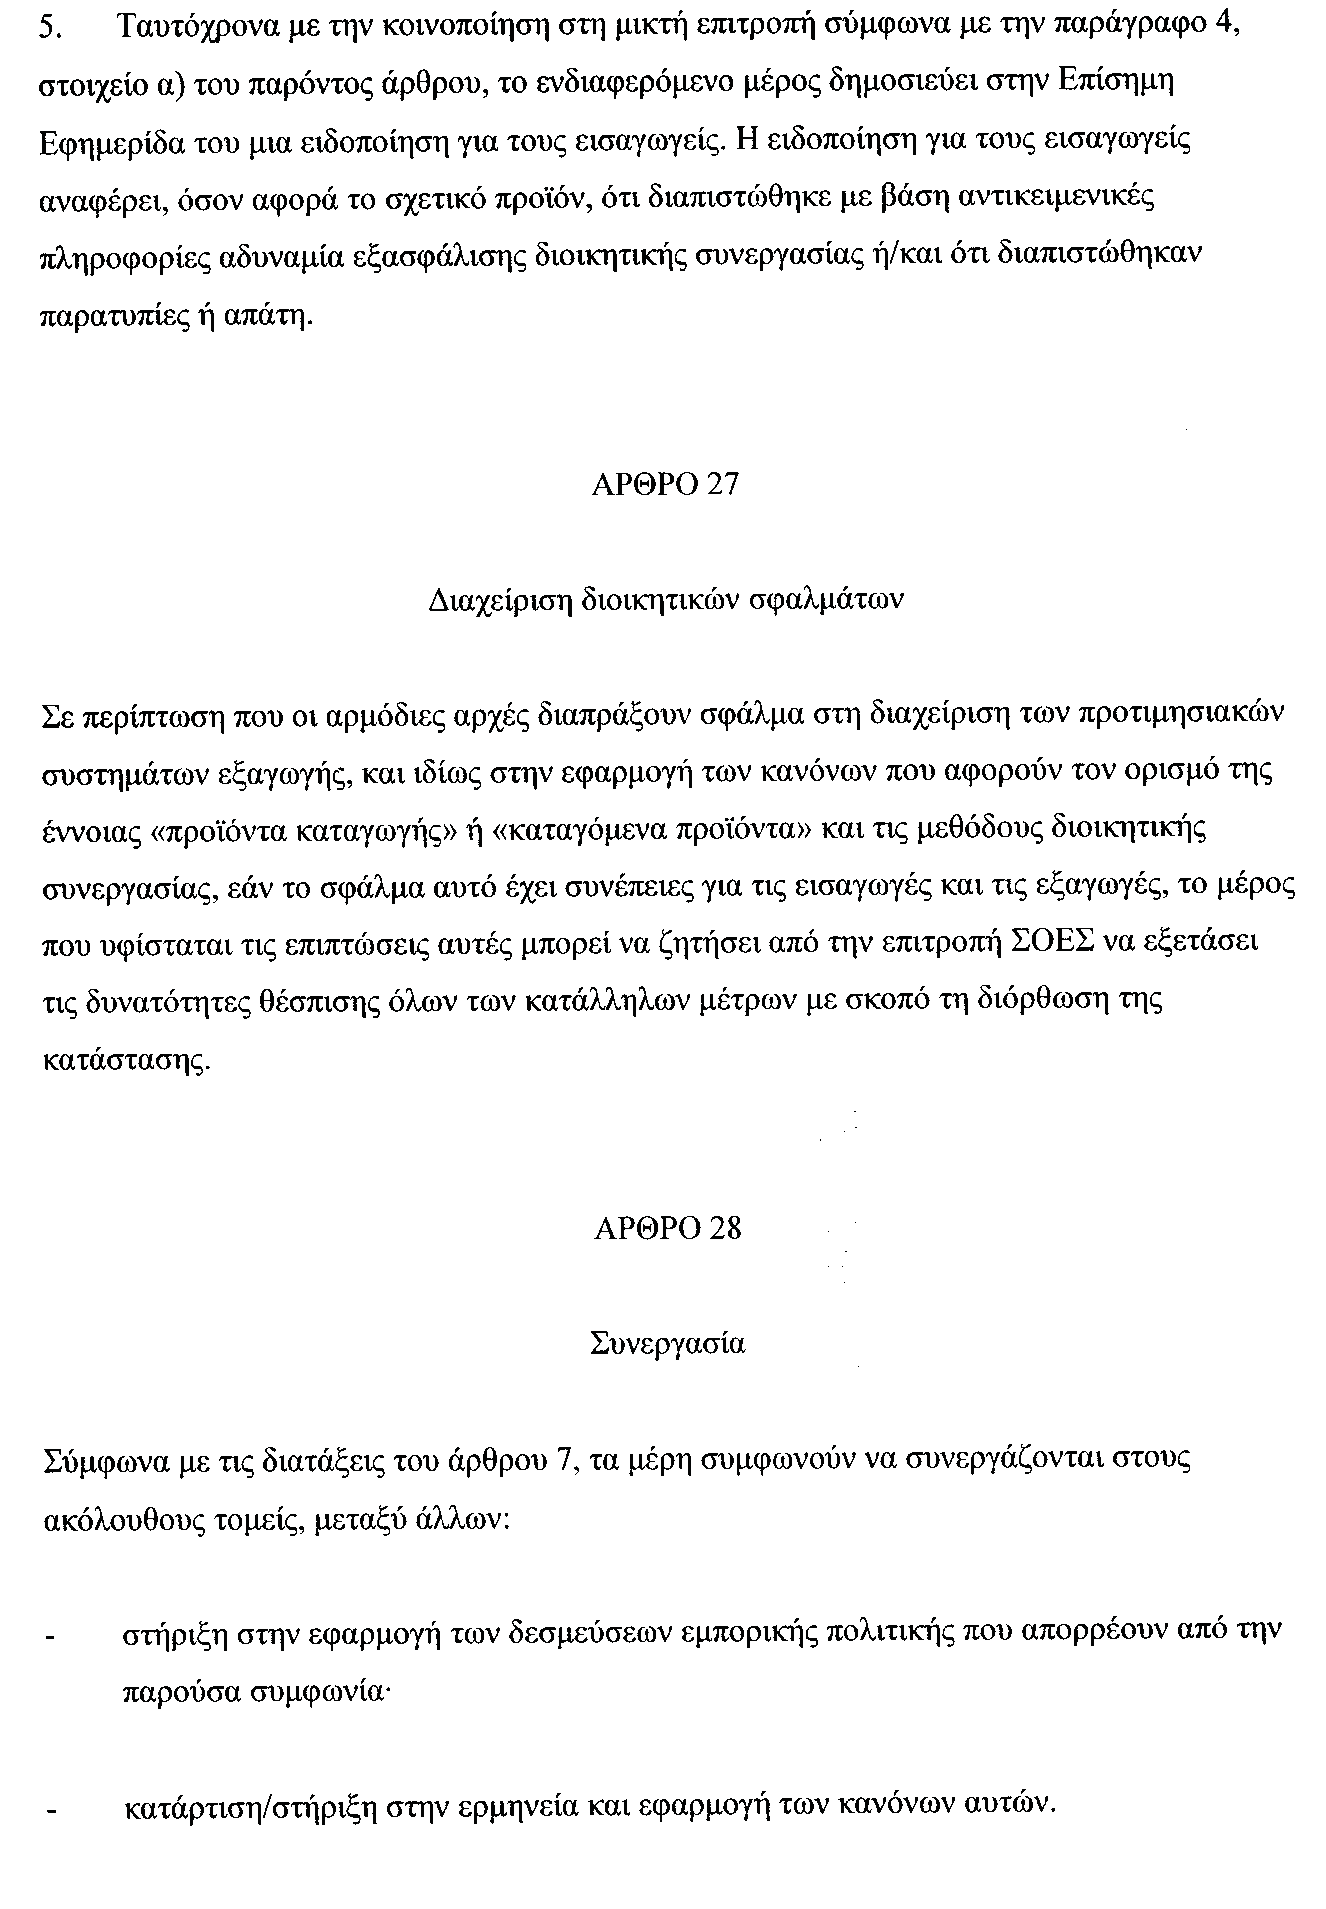 5. Ταυτόχρονα με την κοινοποίηση στη μικτή επιτροπή σύμφωνα με την παράγραφο 4,
στοιχείο α) του παρόντος άρθρου, το ενδιαφερόμενο μέρος δημοσιεύει στην Επίσημη
Εφημερίδα του μια ειδοποίηση για τους εισαγωγείς. Η ειδοποίηση για τους εισαγωγείς
αναφέρει, όσον αφορά το σχετικό προϊόν, ότι διαπιστώθηκε με βάση αντικειμενικές
πληροφορίες αδυναμία εξασφάλισης διοικητικής συνεργασίας ή/και ότι διαπιστώθηκαν
παρατυπίες ή απάτη.
ΑΡΘΡΟ 27
Διαχείριση διοικητικών σφαλμάτων
Σε περίπτωση που οι αρμόδιες αρχές διαπράξουν σφάλμα στη διαχείριση των προτιμησιακών
συστημάτων εξαγωγής, και ιδίως στην εφαρμογή των κανόνων που αφορούν τον ορισμό της
έννοιας «προϊόντα καταγωγής» ή «καταγόμενα προϊόντα» και τις μεθόδους διοικητικής
συνεργασίας, εάν το σφάλμα αυτό έχει συνέπειες για τις εισαγωγές και τις εξαγωγές, το μέρος
που υφίσταται τις επιπτώσεις αυτές μπορεί να ζητήσει από την επιτροπή ΣΟΕΣ να εξετάσει
τις δυνατότητες θέσπισης όλων των κατάλληλων μέτρων με σκοπό τη διόρθωση της
κατάστασης.
ΑΡΘΡΟ 28
Συνεργασία
Σύμφωνα με τις διατάξεις του άρθρου 7, τα μέρη συμφωνούν να συνεργάζονται στους
ακόλουθους τομείς, μεταξύ άλλων:
- στήριξη στην εφαρμογή των δεσμεύσεων εμπορικής πολιτικής που απορρέουν από την
παρούσα συμφωνία·
- κατάρτιση/στήριξη στην ερμηνεία και εφαρμογή των κανόνων αυτών.